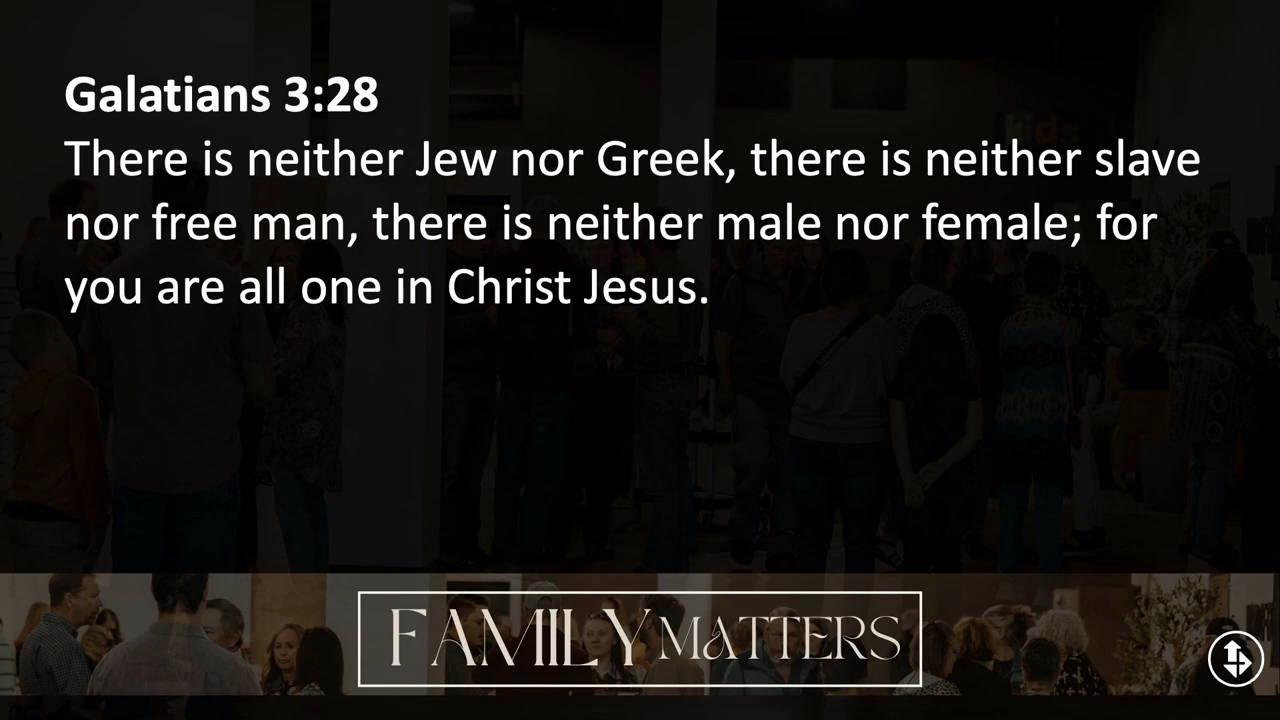 Galatians 3:28
There is neither Jew nor Greek, there is neither slave
nor free man, there is neither male nor female; for
you are all one in Christ Jesus.
FAMILY MATTERS